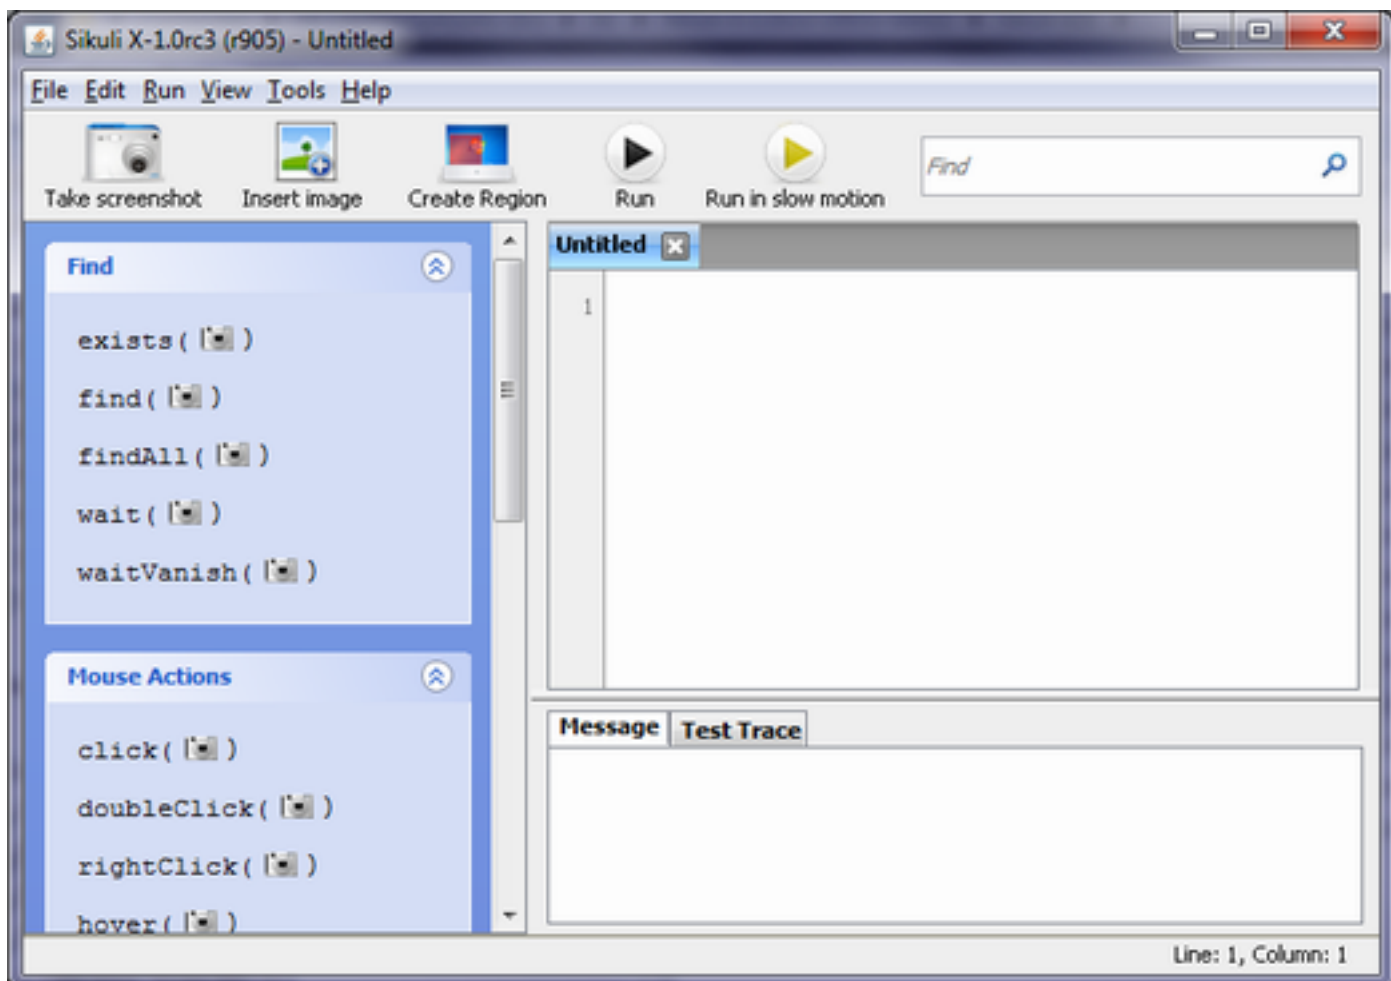 Sikuli X-1.0rc3 (r905) - Untitled
File Edit Run View Tools Help
Take screenshot
Insert image
Create Region
Run
Run in slow motion
Find
Find
exists( )
find( )
findAll( )
wait( )
waitVanish( )
Mouse Actions
click( )
doubleClick( )
rightClick( )
hover( )
Untitled
1
Message
Test Trace
Line: 1, Column: 1